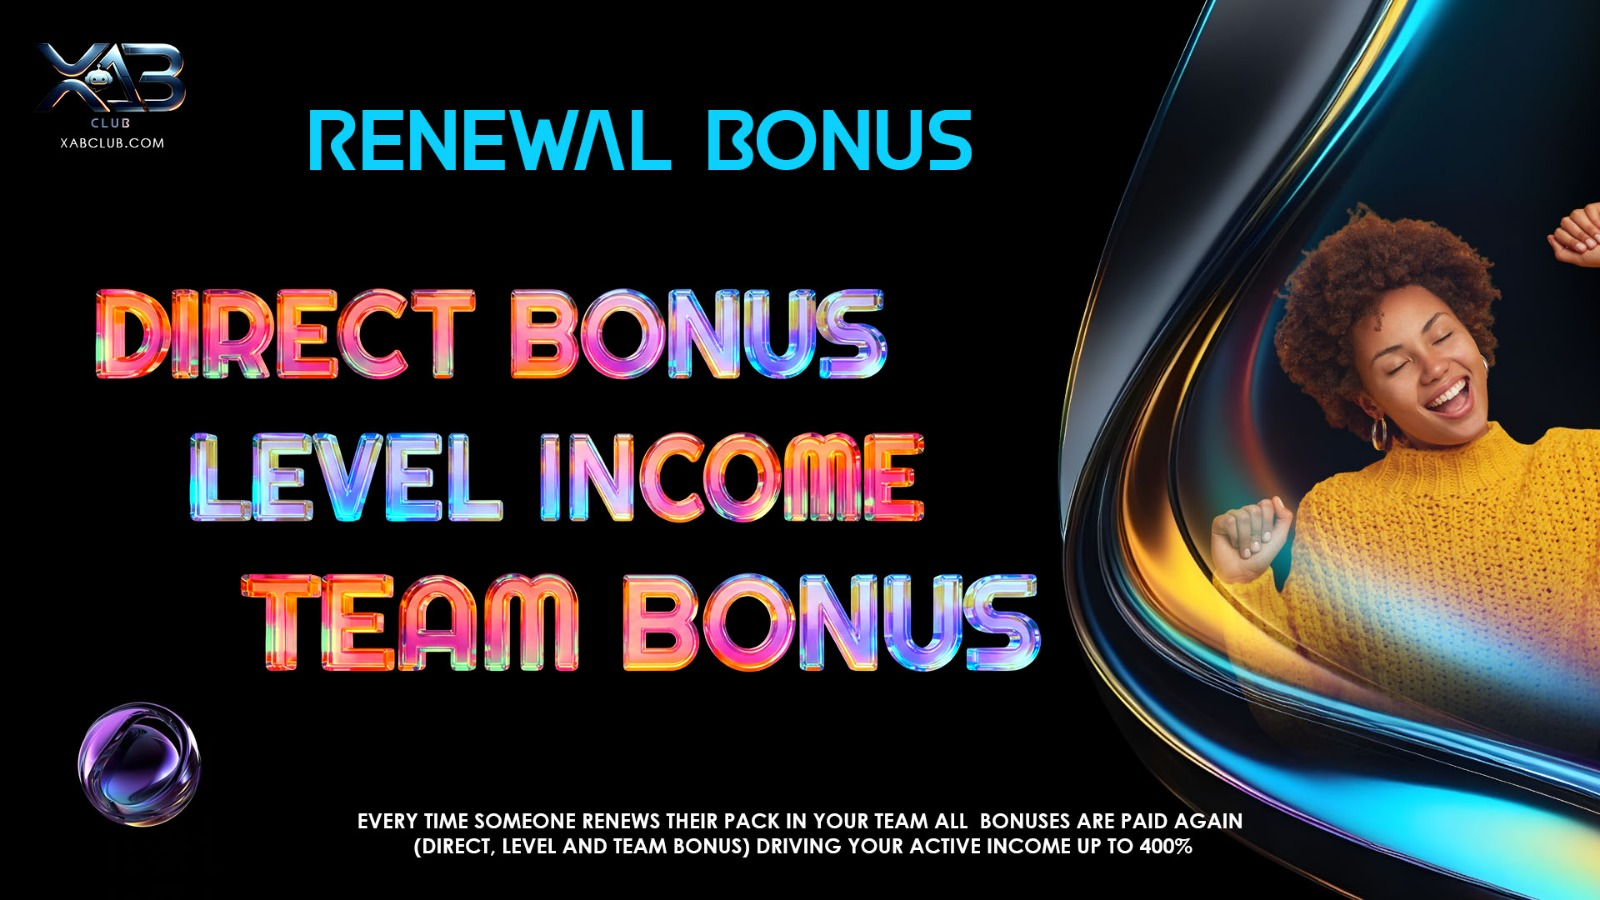 XAB
CLUB
XABCLUB.COM
RENEWAL BONUS
DIRECT BONUS
LEVEL INCOME
TEAM BONUS
EVERY TIME SOMEONE RENEWS THEIR PACK IN YOUR TEAM ALL  BONUSES ARE PAID AGAIN
(DIRECT, LEVEL AND TEAM BONUS) DRIVING YOUR ACTIVE INCOME UP TO 400%